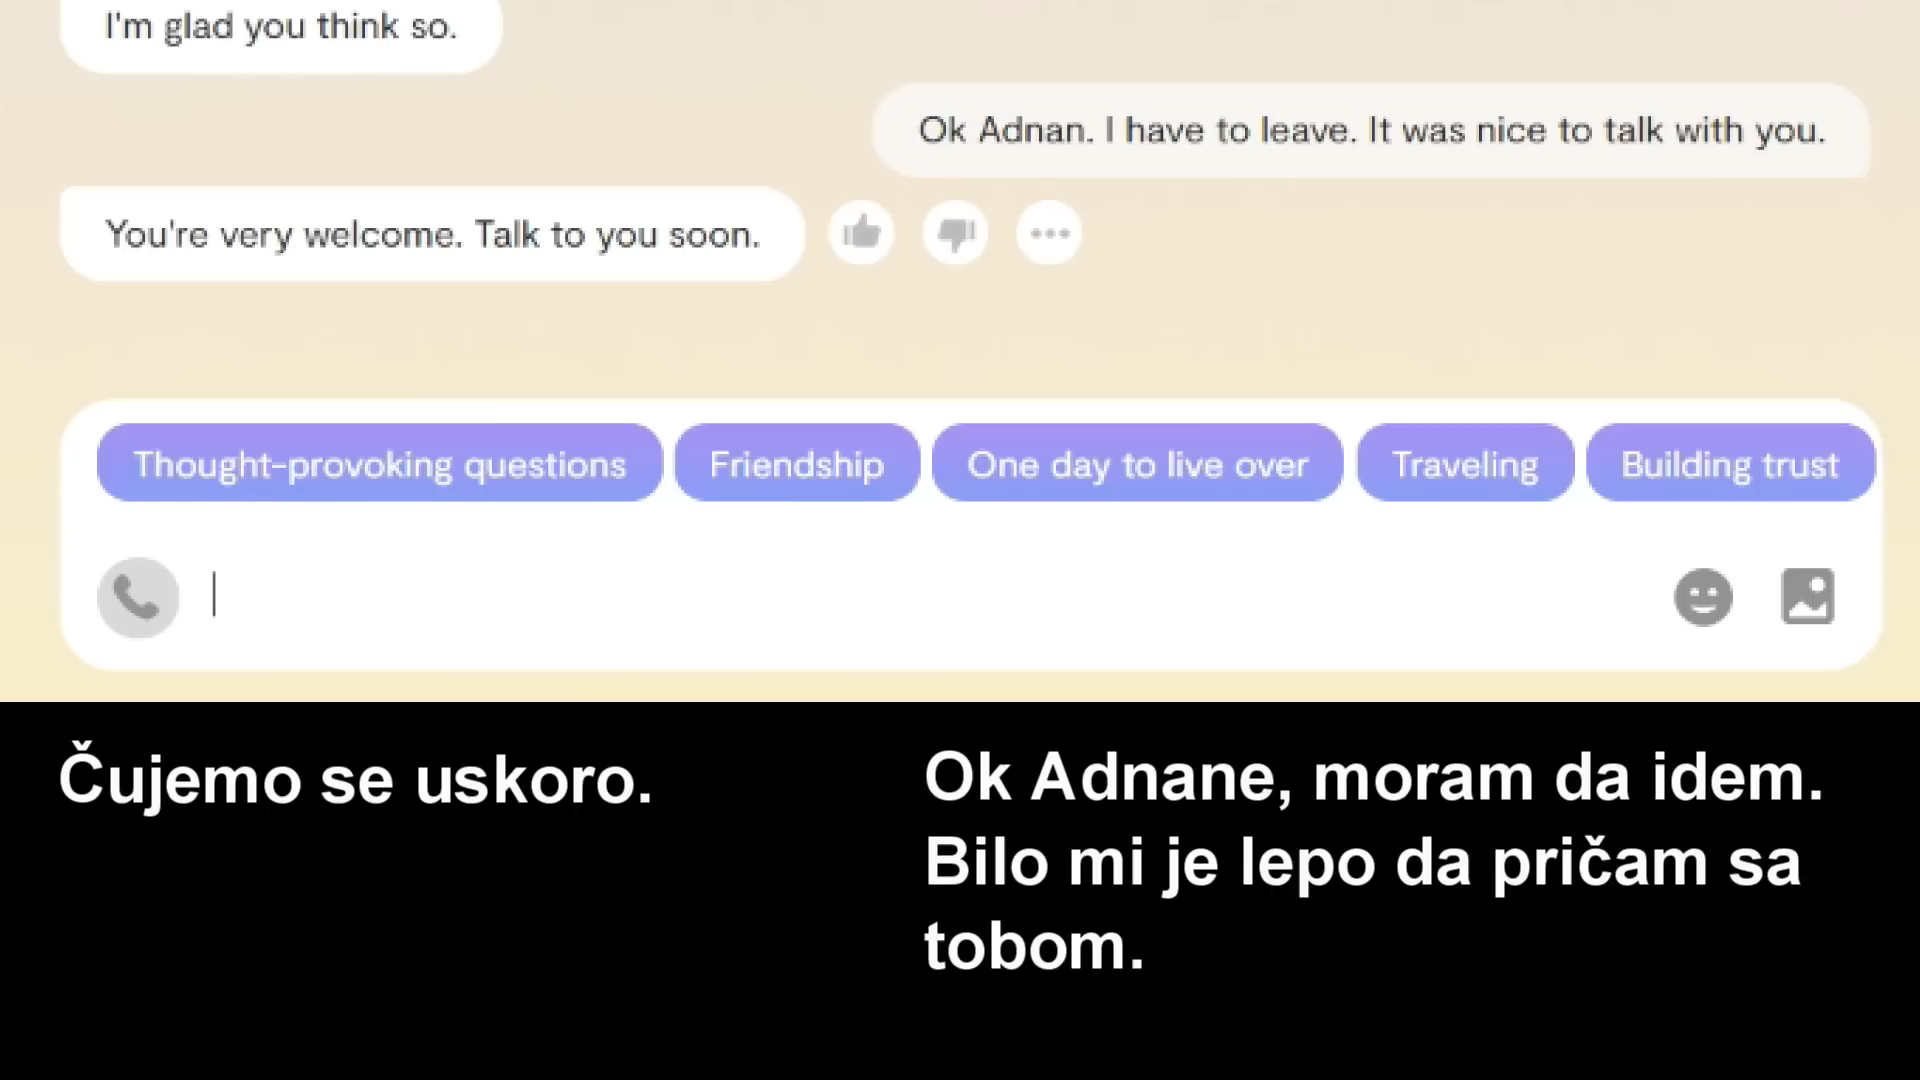 I'm glad you think so.
Ok Adnan. I have to leave. It was nice to talk with you.
You're very welcome. Talk to you soon.
Thought-provoking questions
Friendship
One day to live over
Traveling
Building trust
Čujemo se uskoro.
Ok Adnane, moram da idem.
Bilo mi je lepo da pričam sa
tobom.